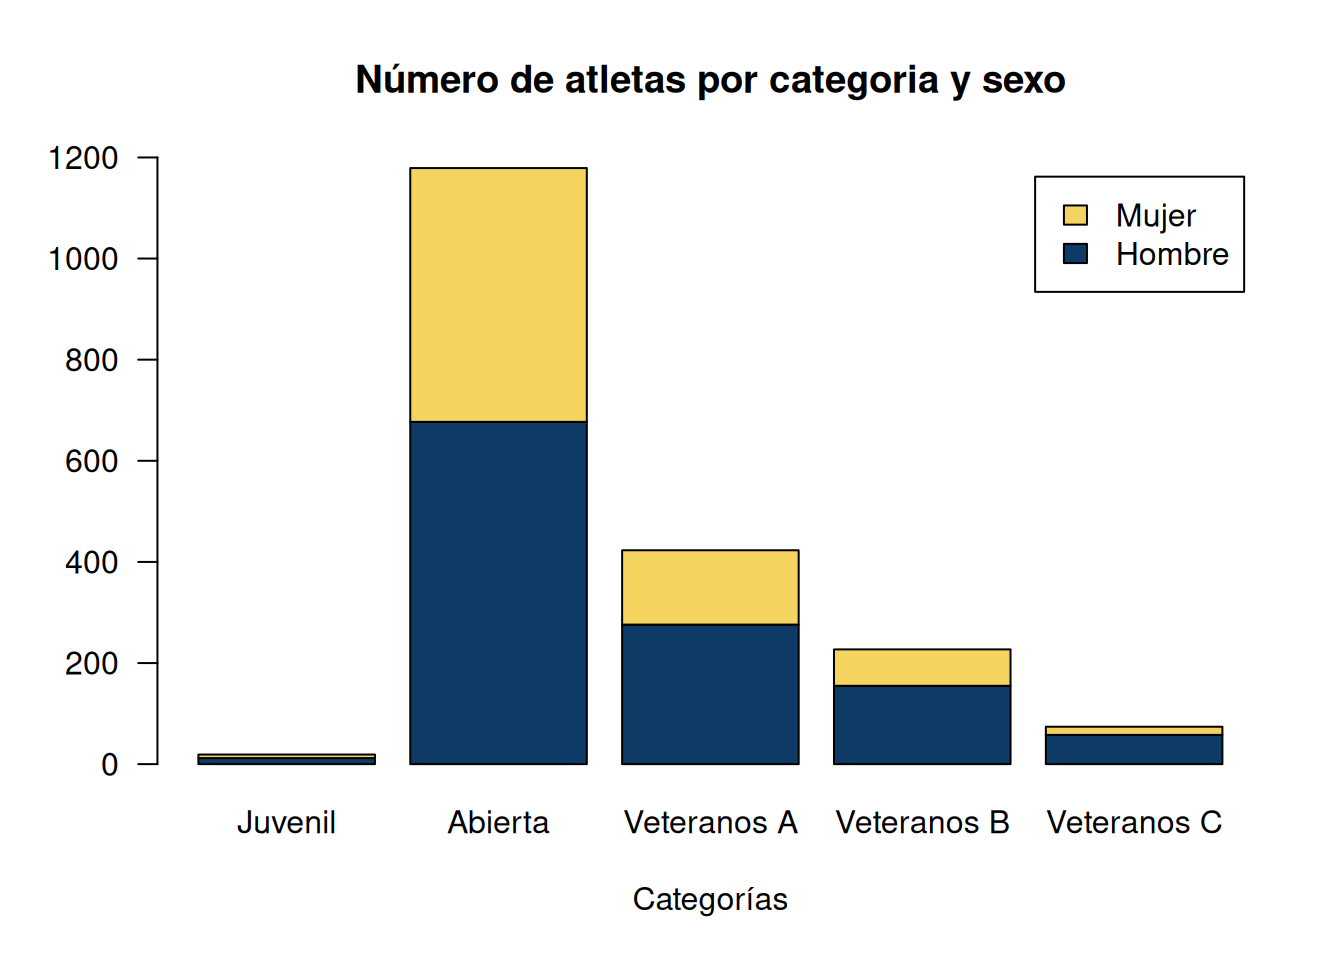 Número de atletas por categoria y sexo
1200
1000
800
600
400
200
0
Mujer
Hombre
Juvenil Abierta Veteranos A Veteranos B Veteranos C
Categorías